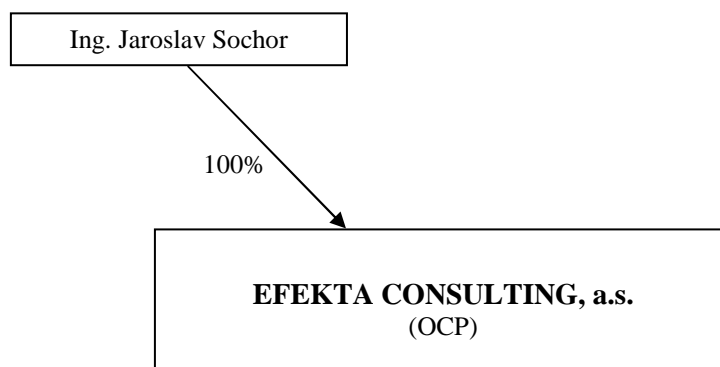 Ing. Jaroslav Sochor
100%
EFEKTA CONSULTING, a.s.
(OCP)